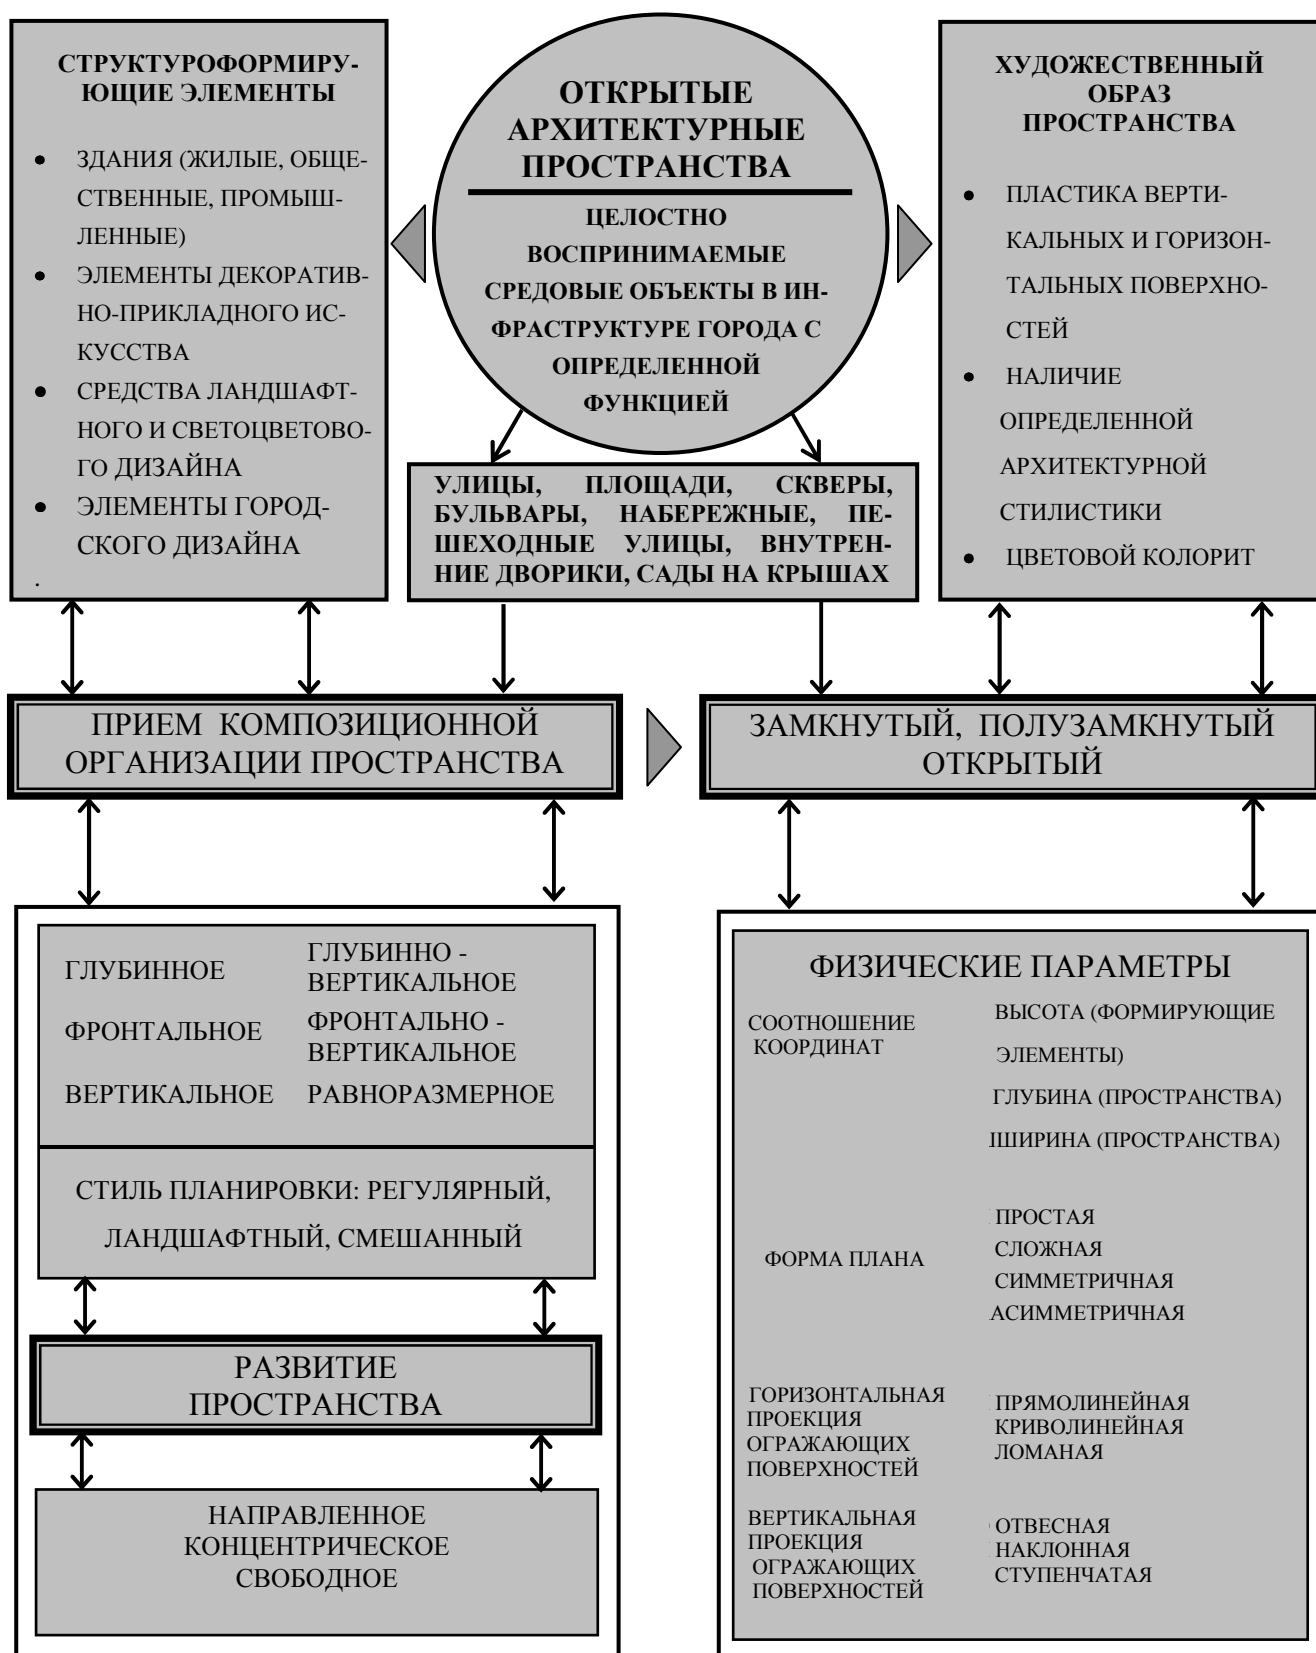 СТРУКТУРОФОРМИРУ-
ЮЩИЕ ЭЛЕМЕНТЫ
• ЗДАНИЯ (ЖИЛЫЕ, ОБЩЕ-
СТВЕННЫЕ, ПРОМЫШ-
ЛЕННЫЕ)
• ЭЛЕМЕНТЫ ДЕКОРАТИВ-
НО-ПРИКЛАДНОГО ИС-
КУССТВА
• СРЕДСТВА ЛАНДШАФТ-
НОГО И СВЕТОЦВЕТОВО-
ГО ДИЗАЙНА
• ЭЛЕМЕНТЫ ГОРОД-
СКОГО ДИЗАЙНА
.
ОТКРЫТЫЕ
АРХИТЕКТУРНЫЕ
ПРОСТРАНСТВА
ЦЕЛОСТНО
ВОСПРИНИМАЕМЫЕ
СРЕДОВЫЕ ОБЪЕКТЫ В ИН-
ФРАСТРУКТУРЕ ГОРОДА С
ОПРЕДЕЛЕННОЙ
ФУНКЦИЕЙ
УЛИЦЫ, ПЛОЩАДИ, СКВЕРЫ,
БУЛЬВАРЫ, НАБЕРЕЖНЫЕ, ПЕ-
ШЕХОДНЫЕ УЛИЦЫ, ВНУТРЕН-
НИЕ ДВОРИКИ, САДЫ НА КРЫШАХ
ХУДОЖЕСТВЕННЫЙ
ОБРАЗ
ПРОСТРАНСТВА
• ПЛАСТИКА ВЕРТИ-
КАЛЬНЫХ И ГОРИЗОН-
ТАЛЬНЫХ ПОВЕРХНО-
СТЕЙ
• НАЛИЧИЕ
ОПРЕДЕЛЕННОЙ
АРХИТЕКТУРНОЙ
СТИЛИСТИКИ
• ЦВЕТОВОЙ КОЛОРИТ
ПРИЕМ КОМПОЗИЦИОННОЙ
ОРГАНИЗАЦИИ ПРОСТРАНСТВА
ЗАМКНУТЫЙ, ПОЛУЗАМКНУТЫЙ
ОТКРЫТЫЙ
ГЛУБИННОЕ
ГЛУБИННО -
ВЕРТИКАЛЬНОЕ
ФРОНТАЛЬНОЕ
ФРОНТАЛЬНО -
ВЕРТИКАЛЬНОЕ
ВЕРТИКАЛЬНОЕ
РАВНОРАЗМЕРНОЕ
СТИЛЬ ПЛАНИРОВКИ: РЕГУЛЯРНЫЙ,
ЛАНДШАФТНЫЙ, СМЕШАННЫЙ
РАЗВИТИЕ
ПРОСТРАНСТВА
НАПРАВЛЕННОЕ
КОНЦЕНТРИЧЕСКОЕ
СВОБОДНОЕ
ФИЗИЧЕСКИЕ ПАРАМЕТРЫ
СООТНОШЕНИЕ
КООРДИНАТ
ВЫСОТА (ФОРМИРУЮЩИЕ
ЭЛЕМЕНТЫ)
ГЛУБИНА (ПРОСТРАНСТВА)
ШИРИНА (ПРОСТРАНСТВА)
ФОРМА ПЛАНА
ПРОСТАЯ
СЛОЖНАЯ
СИММЕТРИЧНАЯ
АСИММЕТРИЧНАЯ
ГОРИЗОНТАЛЬНАЯ
ПРОЕКЦИЯ
ОГРАЖАЮЩИХ
ПОВЕРХНОСТЕЙ
ПРЯМОЛИНЕЙНАЯ
КРИВОЛИНЕЙНАЯ
ЛОМАНАЯ
ВЕРТИКАЛЬНАЯ
ПРОЕКЦИЯ
ОГРАЖАЮЩИХ
ПОВЕРХНОСТЕЙ
ОТВЕСНАЯ
НАКЛОННАЯ
СТУПЕНЧАТАЯ